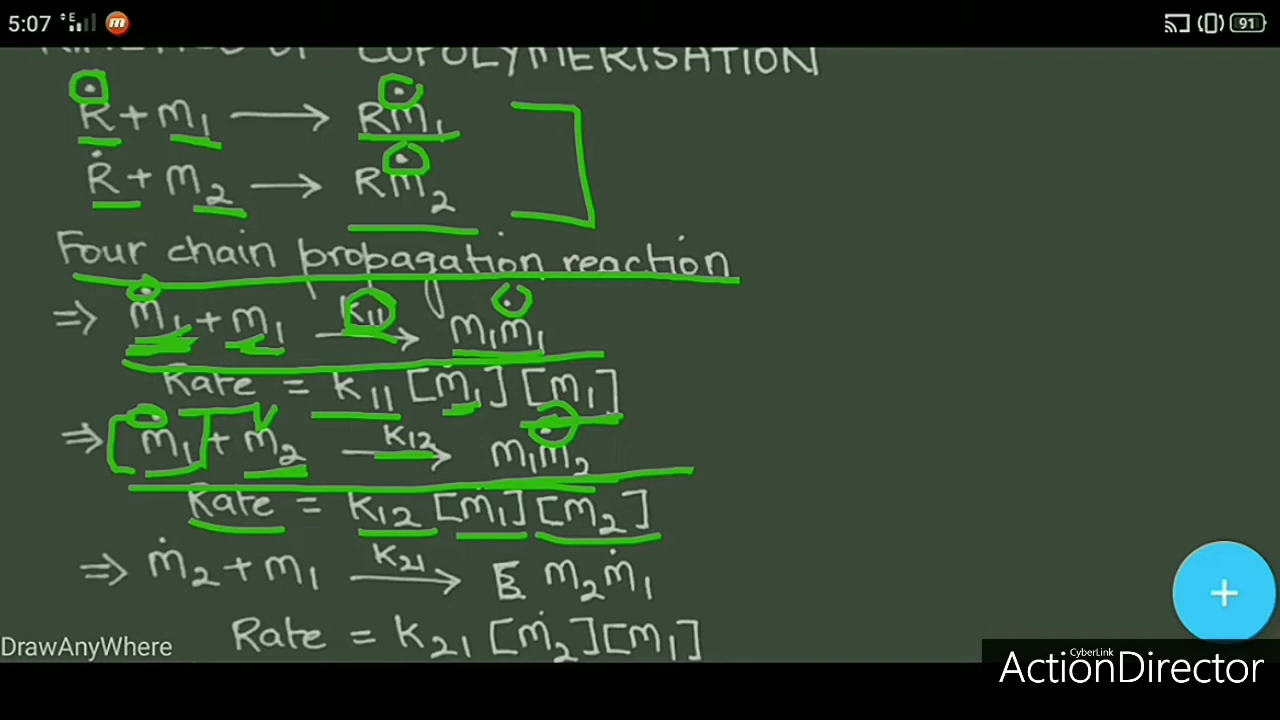 5:07 E m 91
KINETICS OF COPOLYMERISATION
Ṙ + m₁ ⟶ Rṁ₁
Ṙ + m₂ ⟶ Rṁ₂
Four chain propagation reaction
⇒ ṁ₁ + m₁ —K₁₁→ m₁ṁ₁
Rate = K₁₁ [ṁ₁] [m₁]
⇒ ṁ₁ + m₂ —K₁₂→ m₁ṁ₂
Rate = K₁₂ [ṁ₁] [m₂]
⇒ ṁ₂ + m₁ —K₂₁→ m₂ṁ₁
Rate = K₂₁ [ṁ₂] [m₁]
+
DrawAnyWhere
CyberLink
ActionDirector